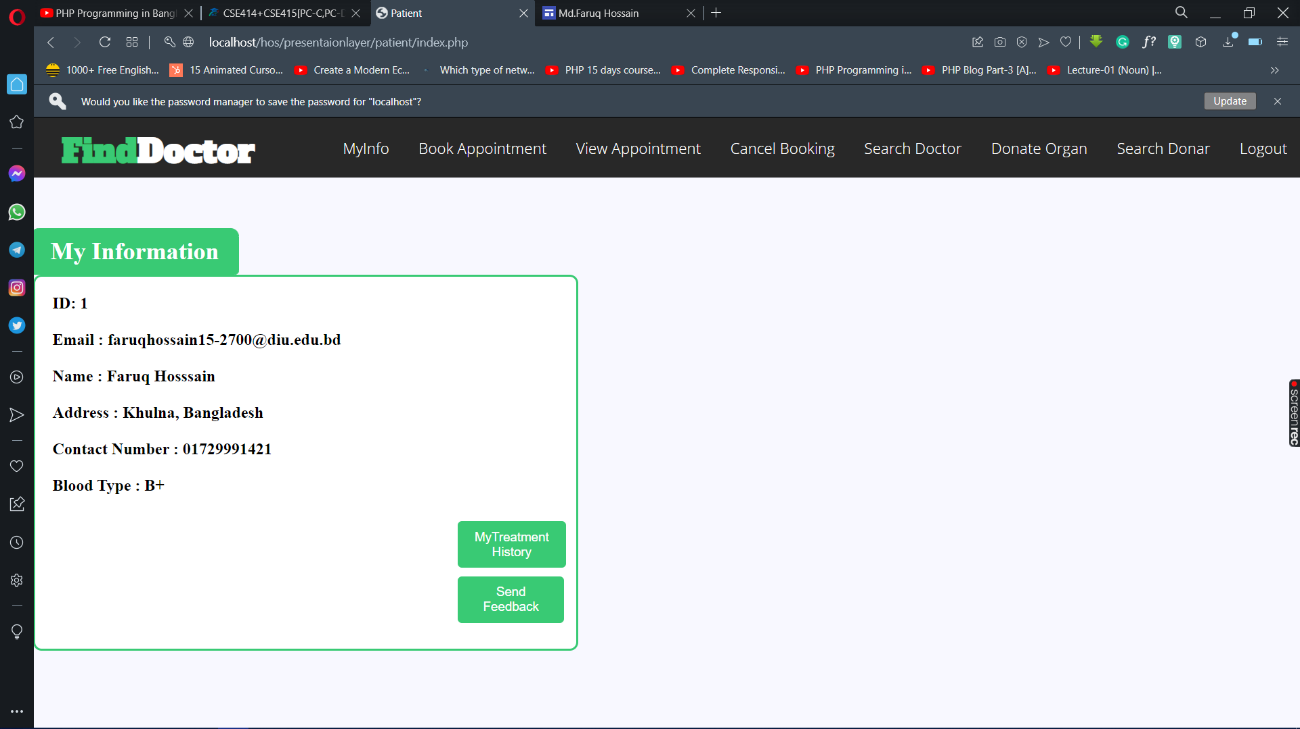 PHP Programming in Bang
CSE414+CSE415[PC-C,PC-D
Patient
Md.Faruq Hossain
localhost/hos/presentaionlayer/patient/index.php
1000+ Free English...
15 Animated Curso...
Create a Modern Ec...
Which type of netw...
PHP 15 days course...
Complete Responsi...
PHP Programming i...
PHP Blog Part-3 [A]...
Lecture-01 (Noun) |...
Would you like the password manager to save the password for "localhost"?
Update
FindDoctor
MyInfo
Book Appointment
View Appointment
Cancel Booking
Search Doctor
Donate Organ
Search Donar
Logout
My Information
ID: 1
Email : faruqhossain15-2700@diu.edu.bd
Name : Faruq Hosssain
Address : Khulna, Bangladesh
Contact Number : 01729991421
Blood Type : B+
MyTreatment
History
Send
Feedback
screenrec